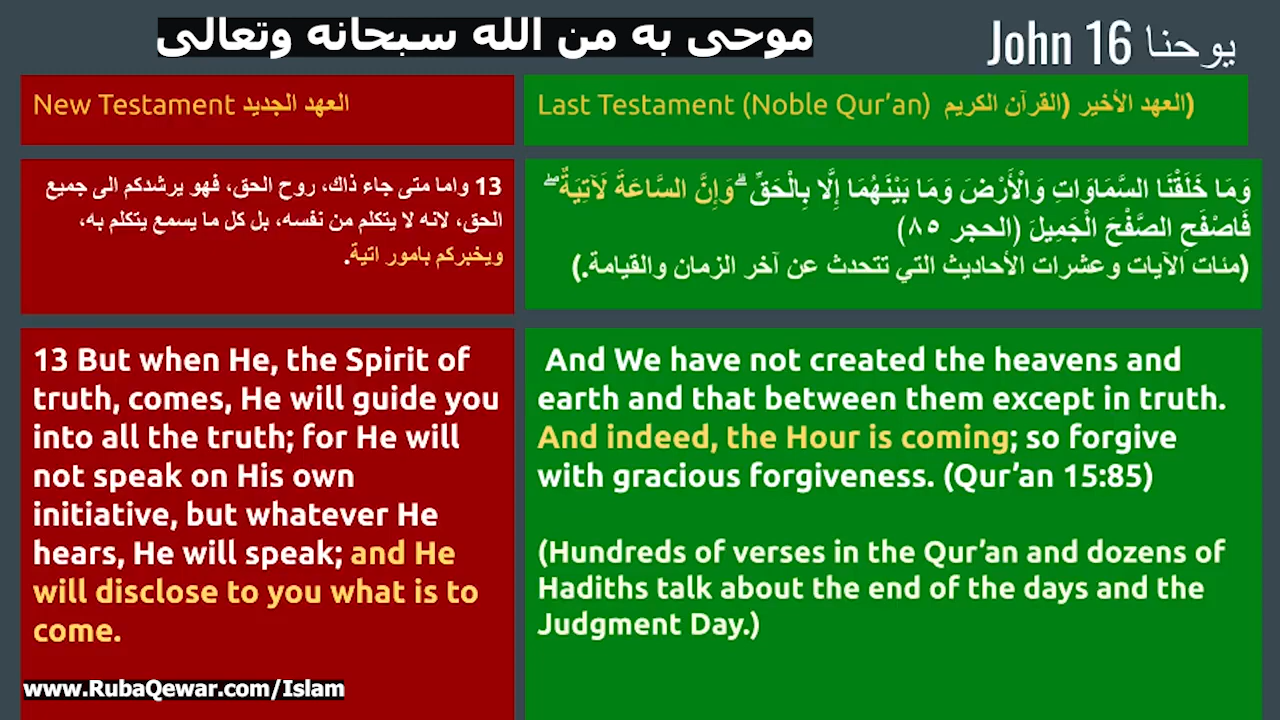 موحى به من الله سبحانه وتعالى
John 16 يوحنا
New Testament العهد الجديد
Last Testament (Noble Qur’an) العهد الأخير (القرآن الكريم)
13 واما متى جاء ذاك، روح الحق، فهو يرشدكم الى جميع
الحق، لانه لا يتكلم من نفسه، بل كل ما يسمع يتكلم به،
ويخبركم بامور اتية.
وَمَا خَلَقْنَا السَّمَاوَاتِ وَالْأَرْضَ وَمَا بَيْنَهُمَا إِلَّا بِالْحَقِّ ۗ وَإِنَّ السَّاعَةَ لَآتِيَةٌ ۖ
فَاصْفَحِ الصَّفْحَ الْجَمِيلَ (الحجر ٨٥)
(مئات الآيات وعشرات الأحاديث التي تتحدث عن آخر الزمان والقيامة.)
13 But when He, the Spirit of
truth, comes, He will guide you
into all the truth; for He will
not speak on His own
initiative, but whatever He
hears, He will speak; and He
will disclose to you what is to
come.
And We have not created the heavens and
earth and that between them except in truth.
And indeed, the Hour is coming; so forgive
with gracious forgiveness. (Qur’an 15:85)
(Hundreds of verses in the Qur’an and dozens of
Hadiths talk about the end of the days and the
Judgment Day.)
www.RubaQewar.com/Islam